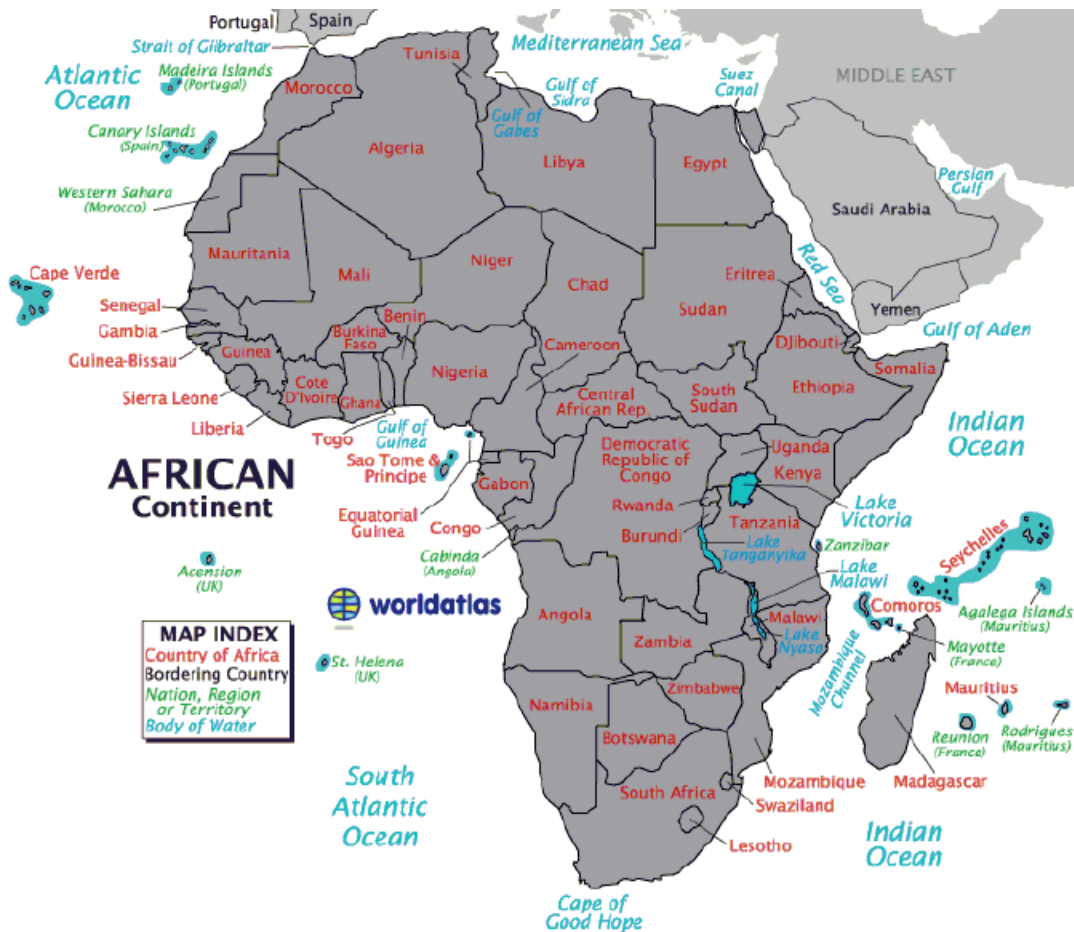 Portugal
Spain
Strait of Giibraltar
Mediterranean Sea
Atlantic
Ocean
Madeira Islands
(Portugal)
Tunisia
Gulf of
Sidra
Suez
Canal
MIDDLE EAST
Morocco
Gulf of
Gabes
Canary Islands
(Spain)
Algeria
Libya
Egypt
Persian
Gulf
Western Sahara
(Morocco)
Saudi Arabia
Mauritania
Mali
Niger
Chad
Sudan
Eritrea
Red Sea
Cape Verde
Senegal
Gambia
Guinea-Bissau
Guinea
Burkina
Faso
Benin
Cameroon
Yemen
Gulf of Aden
DJibouti
Somalia
Nigeria
Ethiopia
Sierra Leone
Cote
D'Ivoire
Ghana
Central
African Rep.
South
Sudan
Liberia
Togo
Gulf of
Guinea
Indian
Ocean
AFRICAN
Continent
Sao Tome &
Principe
Gabon
Democratic
Republic of
Congo
Uganda
Kenya
Equatorial
Guinea
Congo
Rwanda
Burundi
Tanzania
Lake
Victoria
Cabinda
(Angola)
Lake
Tanganyika
Zanzibar
Seychelles
Lake
Malawi
Acension
(UK)
worldatlas
Angola
Zambia
Malawi
Lake
Nyasa
Comoros
Agalega Islands
(Mauritius)
Mayotte
(France)
Mozambique
Channel
MAP INDEX
Country of Africa
Bordering Country
Nation, Region
or Territory
Body of Water
St. Helena
(UK)
Namibia
Zimbabwe
Botswana
Mauritius
Reunion
(France)
Rodrigues
(Mauritius)
South
Atlantic
Ocean
South Africa
Mozambique
Swaziland
Madagascar
Lesotho
Indian
Ocean
Cape of
Good Hope